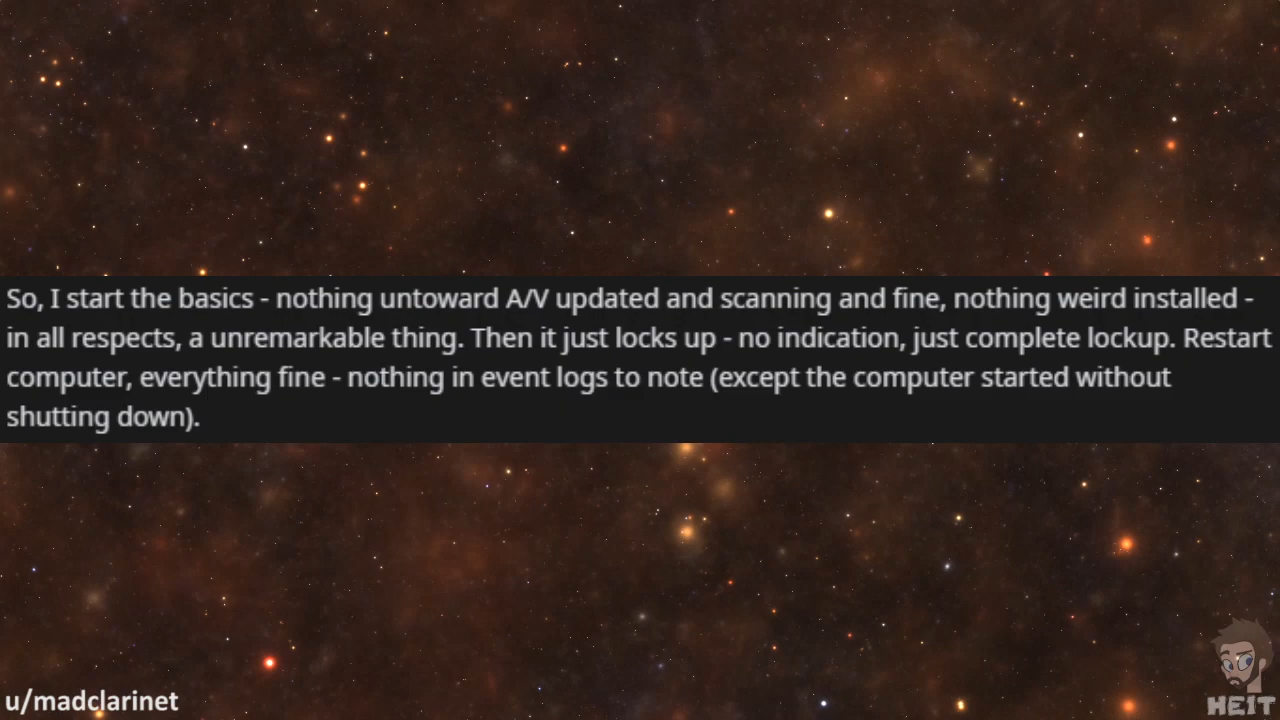 So, I start the basics - nothing untoward A/V updated and scanning and fine, nothing weird installed -
in all respects, a unremarkable thing. Then it just locks up - no indication, just complete lockup. Restart
computer, everything fine - nothing in event logs to note (except the computer started without
shutting down).
u/madclarinet
HEIT